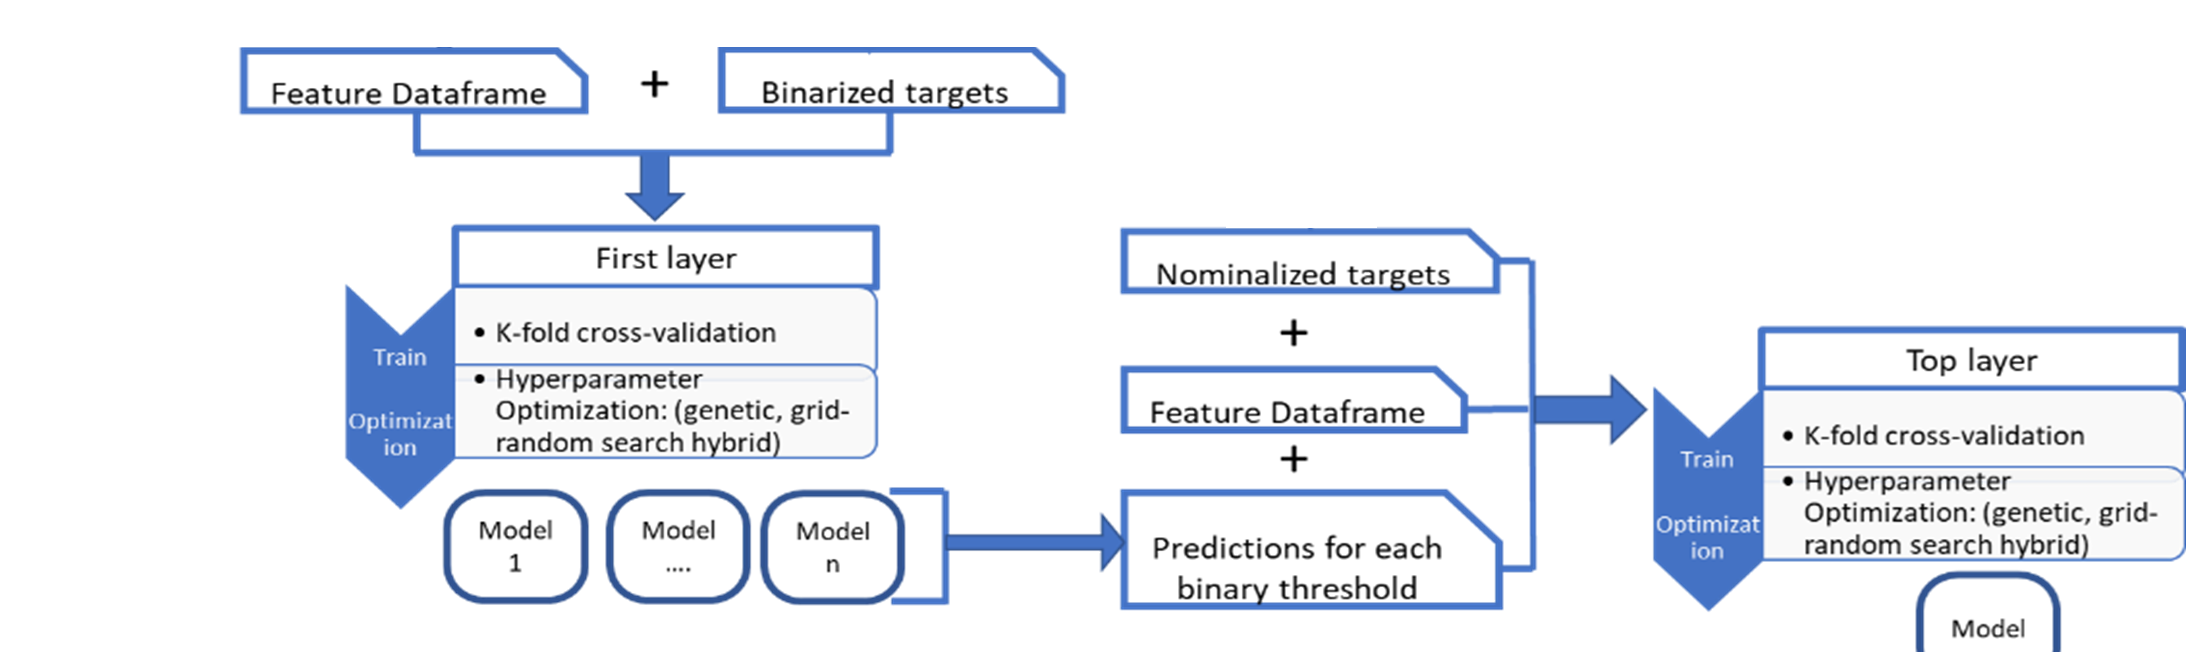 Feature Dataframe
+
Binarized targets
First layer
Train
Optimizat
ion
• K-fold cross-validation
• Hyperparameter
Optimization: (genetic, grid-
random search hybrid)
Model
1
Model
....
Model
n
Nominalized targets
+
Feature Dataframe
+
Predictions for each
binary threshold
Top layer
Train
Optimizat
ion
• K-fold cross-validation
• Hyperparameter
Optimization: (genetic, grid-
random search hybrid)
Model